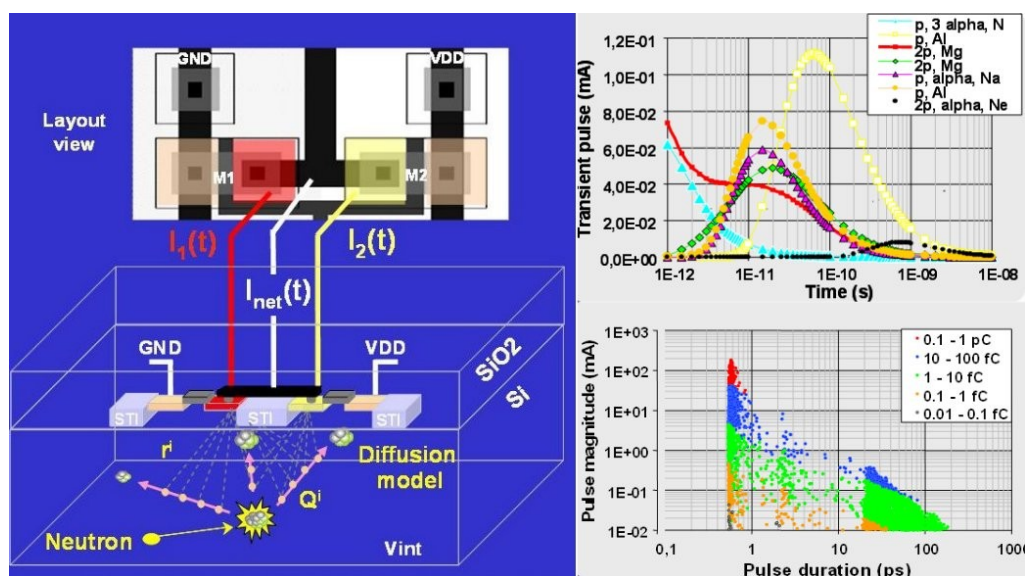 GND
VDD
Layout
view
M1
M2
I1(t)
I2(t)
Inet(t)
GND
VDD
SiO2
Si
STI
STI
STI
ri
Diffusion
model
Qi
Neutron
Vint
Transient pulse (mA)
1,2E-01
1,0E-01
8,0E-02
6,0E-02
4,0E-02
2,0E-02
0,0E+00
1E-12
1E-11
1E-10
1E-09
1E-08
Time (s)
p, 3 alpha, N
p, Al
2p, Mg
2p, Mg
p, alpha, Na
p, Al
2p, alpha, Ne
Pulse magnitude (mA)
1E+03
1E+02
1E+01
1E+00
1E-01
1E-02
0,1
1
10
100
1000
Pulse duration (ps)
0.1 - 1 pC
10 - 100 fC
1 - 10 fC
0.1 - 1 fC
0.01 - 0.1 fC